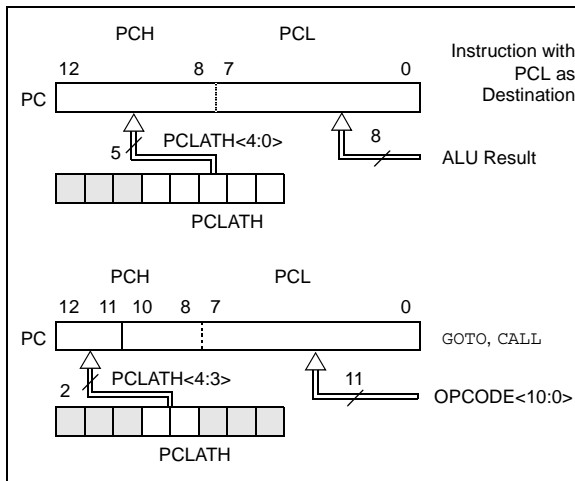 PCH PCL
12 8 7 0
Instruction with
PCL as
Destination
PC
5 PCLATH<4:0>
8
ALU Result
PCLATH
PCH PCL
12 11 10 8 7 0
PC
GOTO, CALL
2 PCLATH<4:3>
11
OPCODE<10:0>
PCLATH